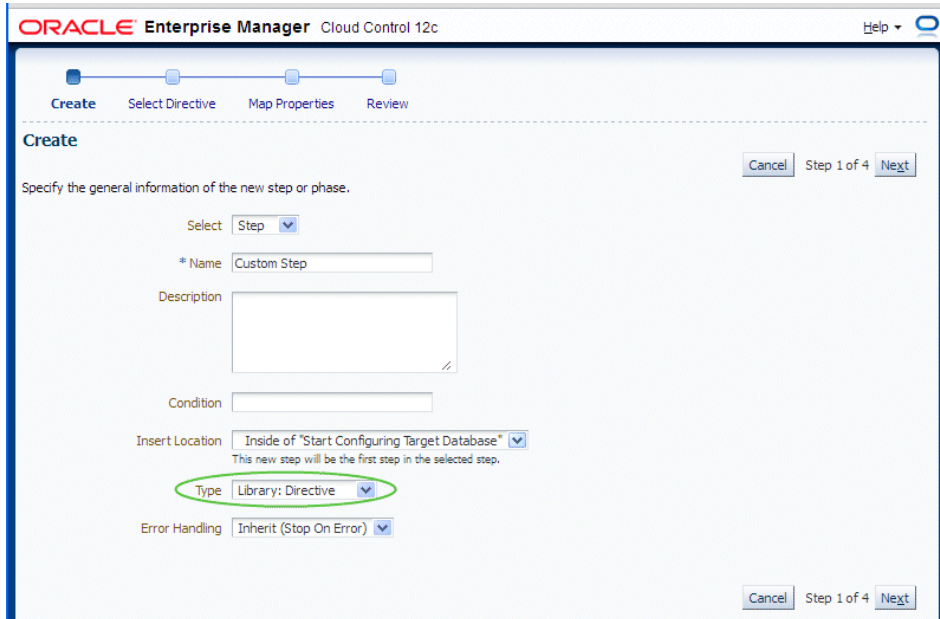 ORACLE Enterprise Manager Cloud Control 12c Help
Create Select Directive Map Properties Review
Create
Cancel Step 1 of 4 Next
Specify the general information of the new step or phase.
Select Step
* Name Custom Step
Description
Condition
Insert Location Inside of "Start Configuring Target Database"
This new step will be the first step in the selected step.
Type Library: Directive
Error Handling Inherit (Stop On Error)
Cancel Step 1 of 4 Next